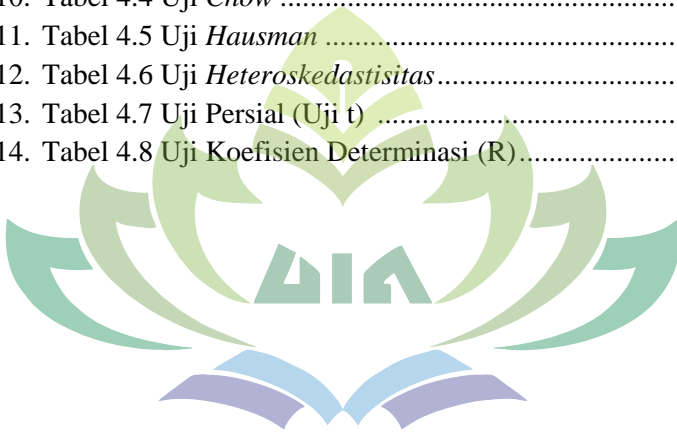 10. Tabel 4.4 Uji Chow ....................................................
11. Tabel 4.5 Uji Hausman ..............................................
12. Tabel 4.6 Uji Heteroskedastisitas................................
13. Tabel 4.7 Uji Persial (Uji t) .......................................
14. Tabel 4.8 Uji Koefisien Determinasi (R)....................
UIN